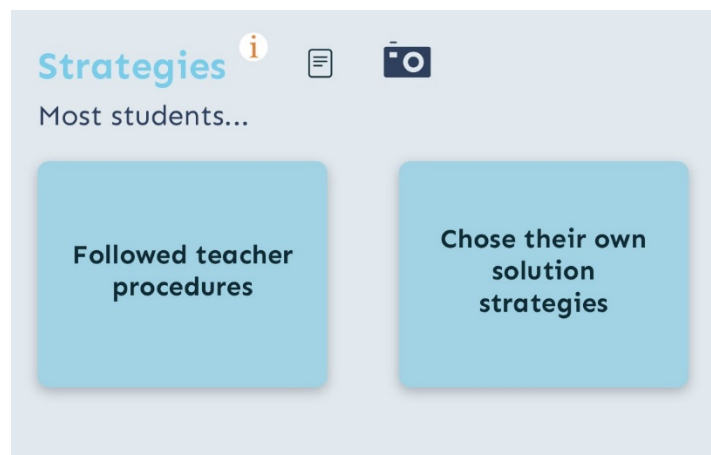 Strategies i
Most students...
Followed teacher
procedures
Chose their own
solution
strategies